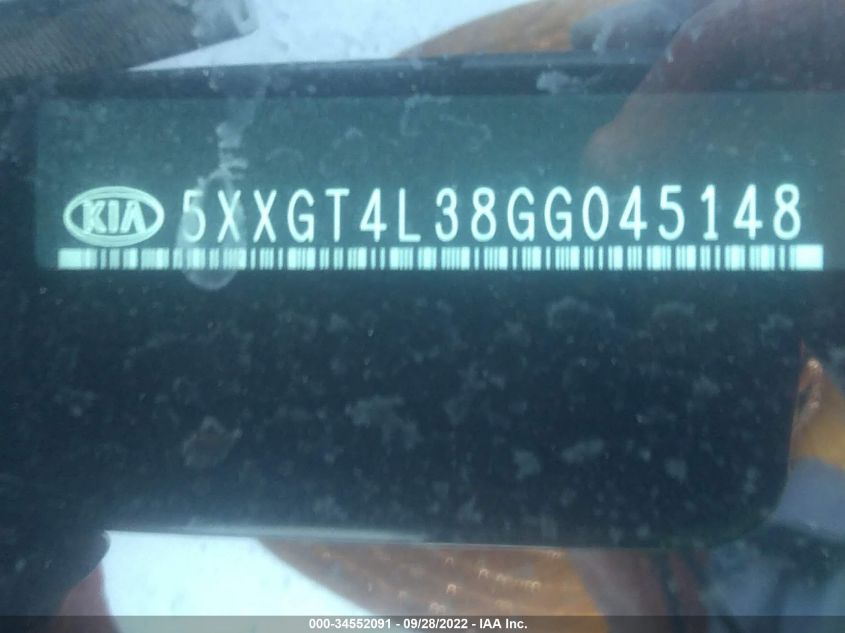 KIA 5XXGT4L38GG045148
000-34552091 - 09/28/2022 - IAA Inc.